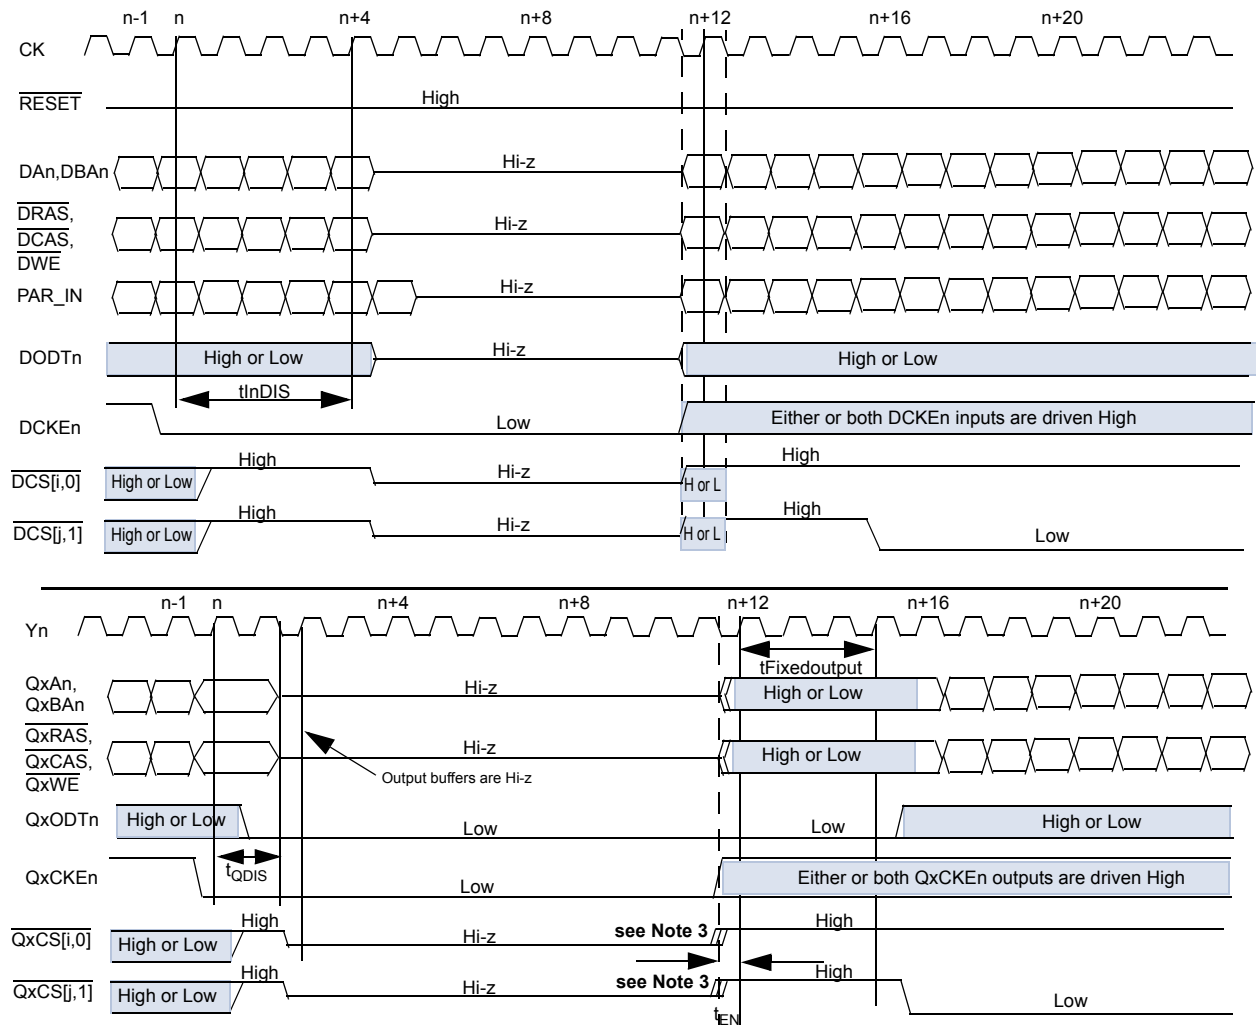 n-1 n n+4 n+8 n+12 n+16 n+20
CK
RESET High
DAn,DBAn Hi-z
DRAS,
DCAS, Hi-z
DWE
PAR_IN Hi-z
DODTn High or Low Hi-z High or Low
tInDIS
DCKEn Low Either or both DCKEn inputs are driven High
DCS[i,0] High or Low High Hi-z H or L High
DCS[j,1] High or Low High Hi-z H or L High Low
n-1 n n+4 n+8 n+12 n+16 n+20
Yn
tFixedoutput
QxAn,
QxBAn Hi-z High or Low
QxRAS,
QxCAS, Hi-z High or Low
QxWE
Output buffers are Hi-z
QxODTn High or Low Low Low High or Low
tQDIS
QxCKEn Low Either or both QxCKEn outputs are driven High
QxCS[i,0] High or Low High Hi-z see Note 3 High
QxCS[j,1] High or Low High Hi-z see Note 3 High Low
tEN